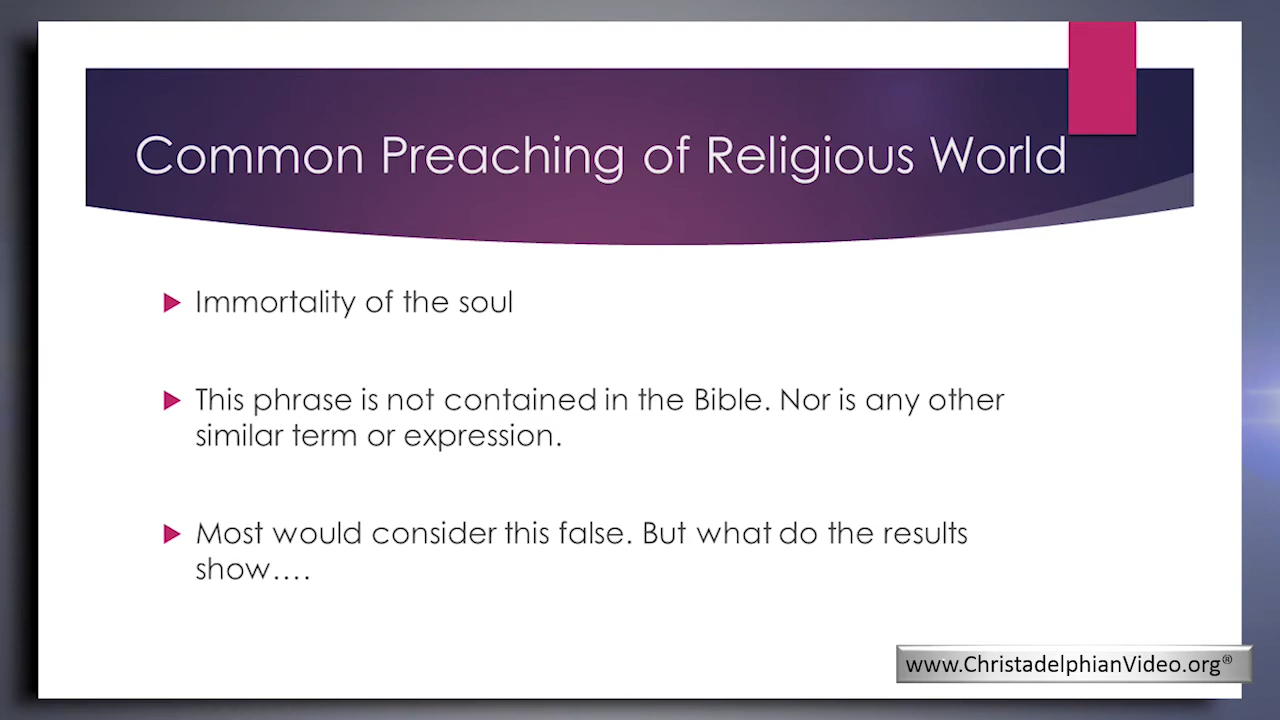 Common Preaching of Religious World
Immortality of the soul
This phrase is not contained in the Bible. Nor is any other
similar term or expression.
Most would consider this false. But what do the results
show....
www.ChristadelphianVideo.org®